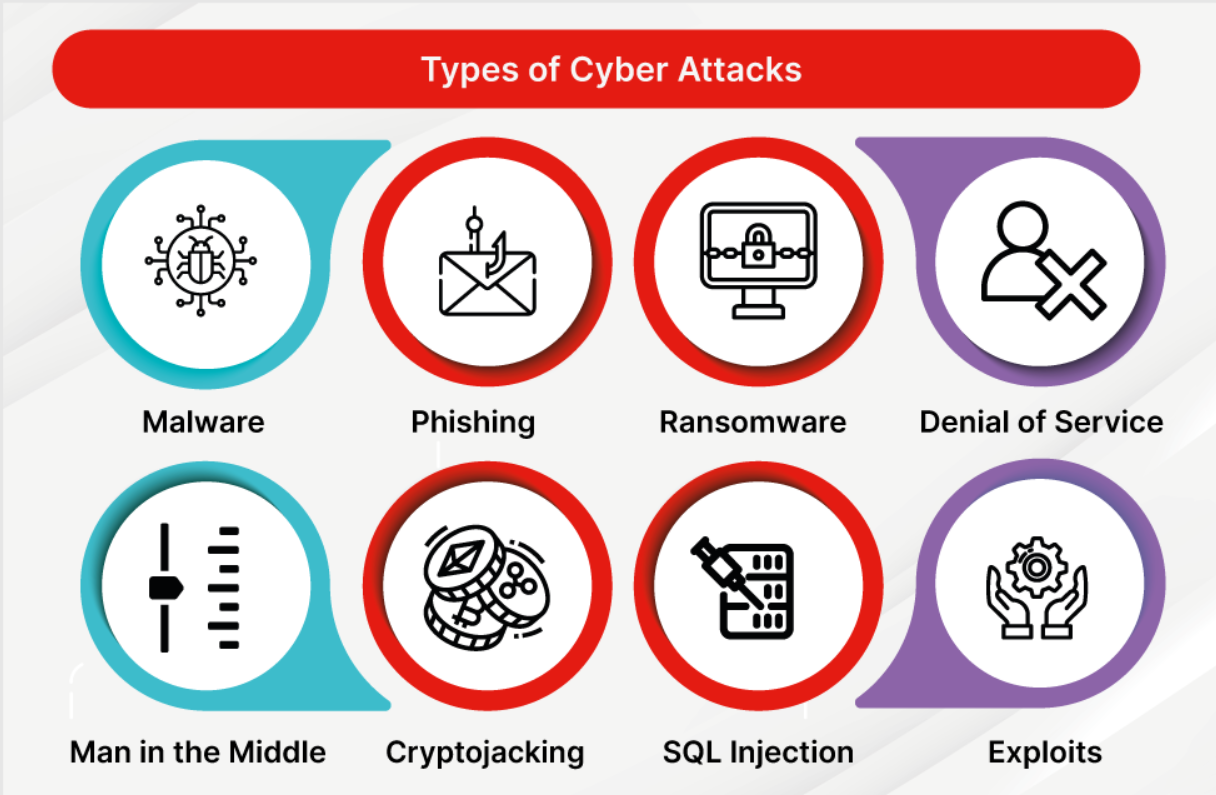 Types of Cyber Attacks
Malware
Phishing
Ransomware
Denial of Service
Man in the Middle
Cryptojacking
SQL Injection
Exploits